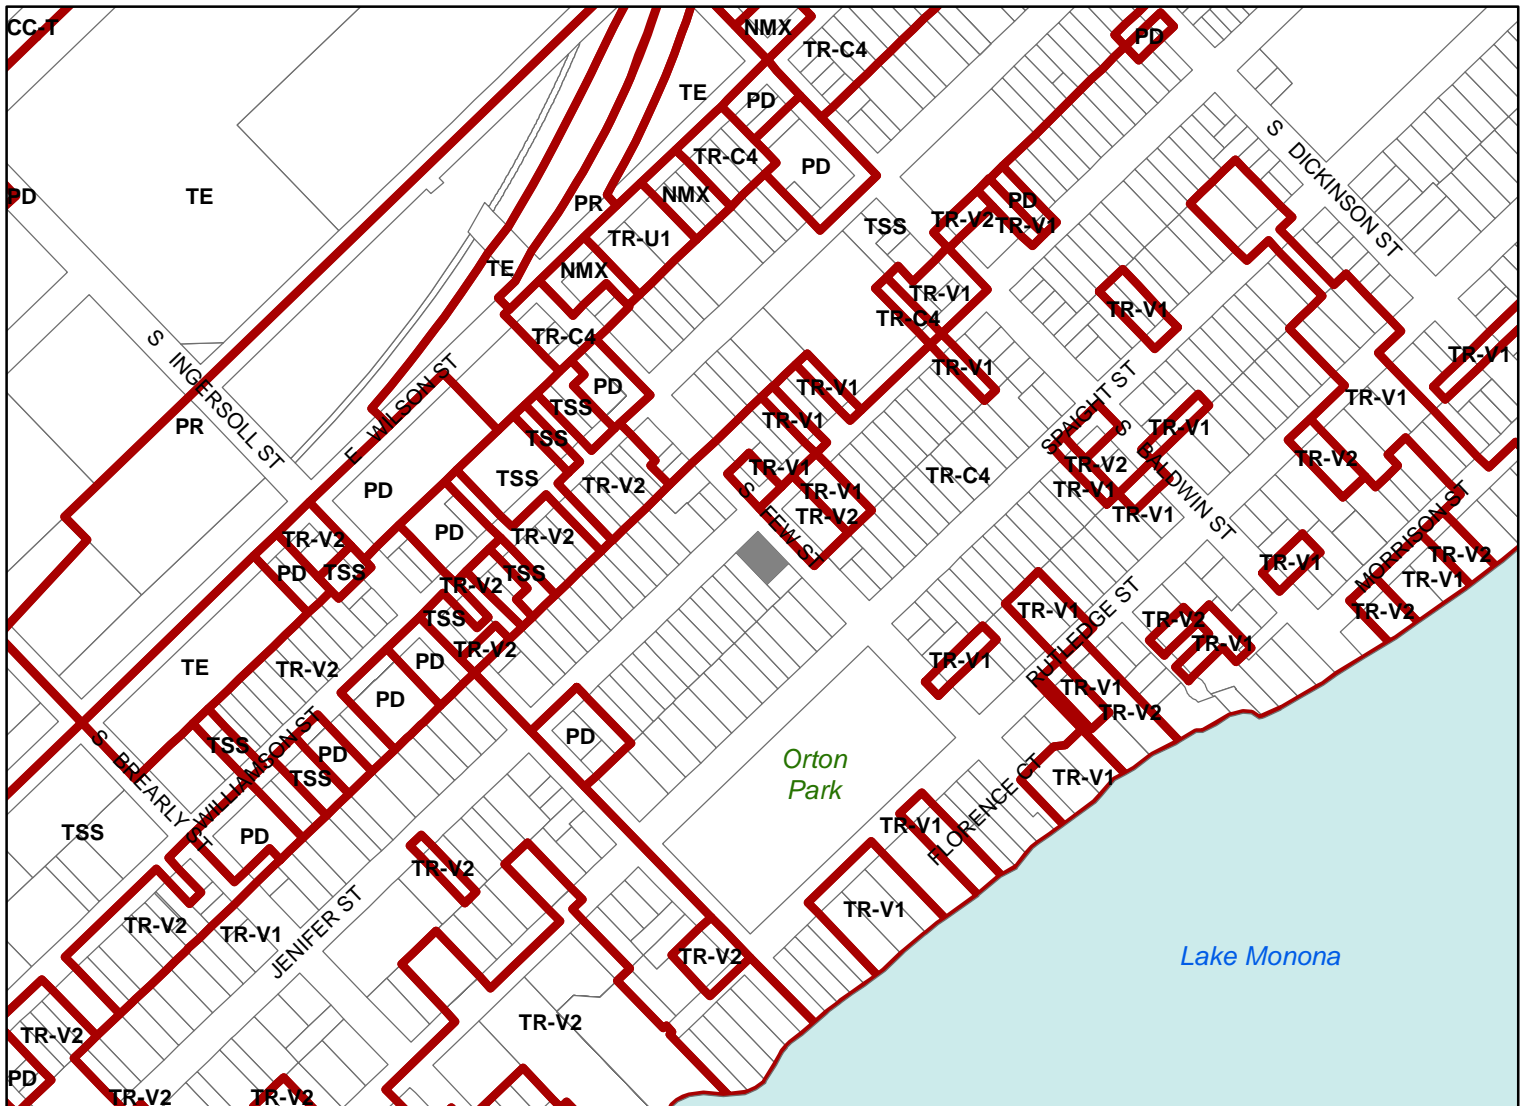 CC-T
NMX
TR-C4
PD
TE
PD
TR-C4
PD
S DICKINSON ST
PD
TE
NMX
PR
PD
TR-V2
TR-V1
TSS
TR-U1
TE
NMX
TR-V1
TR-C4
TR-V1
S INGERSOLL ST
TR-C4
TR-V1
TR-V1
E WILSON ST
PD
TR-V1
TR-V1
TSS
PR
TSS
TR-V1
SPAIGHT ST
TR-V1
S BALDWIN ST
TR-V1
TR-V2
TR-V2
TSS
TR-V2
TR-C4
PD
TR-V1
TR-V1
TR-V1
TR-V2
S FEW ST
MORRISON ST
PD
TR-V2
TR-V2
TSS
PD
TSS
TR-V2
TR-V1
TR-V2
TR-V1
TR-V1
TR-V2
TSS
TR-V2
TR-V1
RUTLEDGE ST
TR-V2
TR-V1
TE
TR-V2
PD
TR-V1
TR-V1
TR-V2
PD
S BREARLY ST
TSS
WILLIAMSON ST
PD
TSS
PD
Orton
Park
TR-V1
FLORENCE CT
TR-V1
TSS
PD
TR-V2
TR-V1
TR-V2
TR-V1
JENIFER ST
TR-V2
Lake Monona
TR-V2
TR-V2
PD
TR-V2
TR-V2